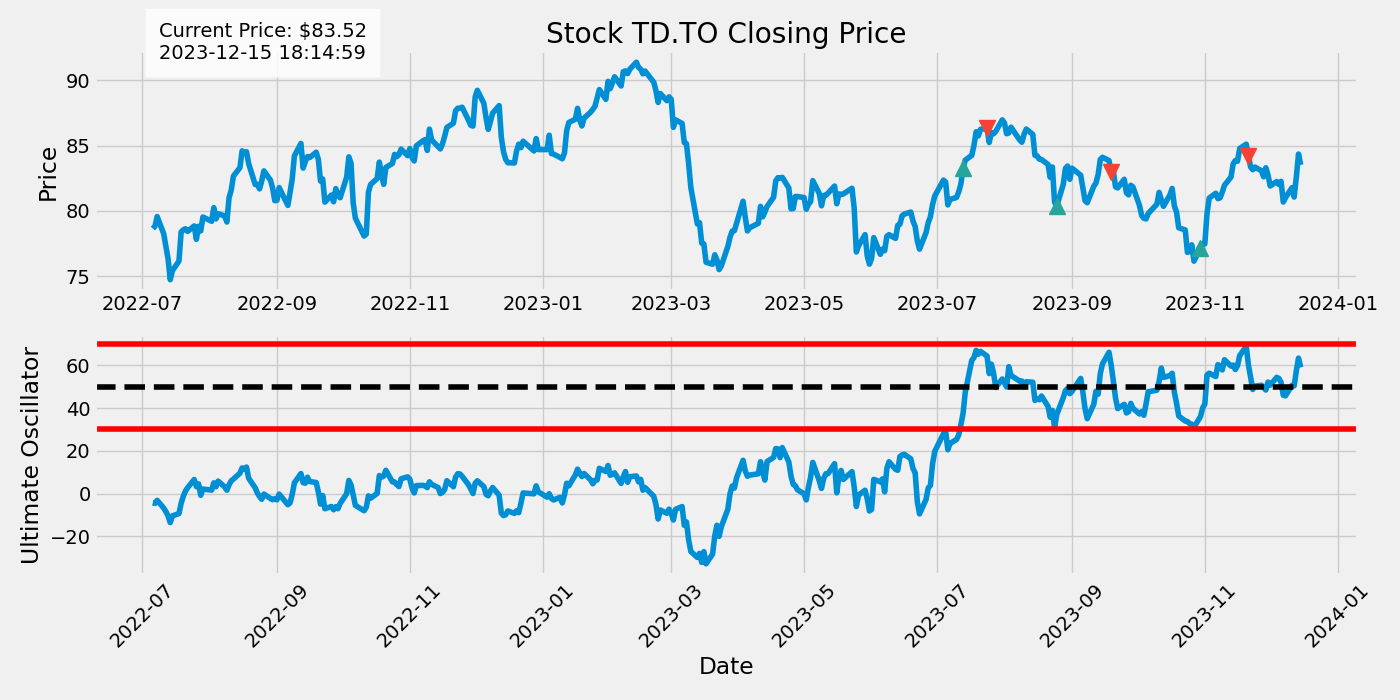 Current Price: $83.52
2023-12-15 18:14:59
Stock TD.TO Closing Price
Price
90
85
80
75
2022-07 2022-09 2022-11 2023-01 2023-03 2023-05 2023-07 2023-09 2023-11 2024-01
Ultimate Oscillator
60
40
20
0
−20
2022-07 2022-09 2022-11 2023-01 2023-03 2023-05 2023-07 2023-09 2023-11 2024-01
Date